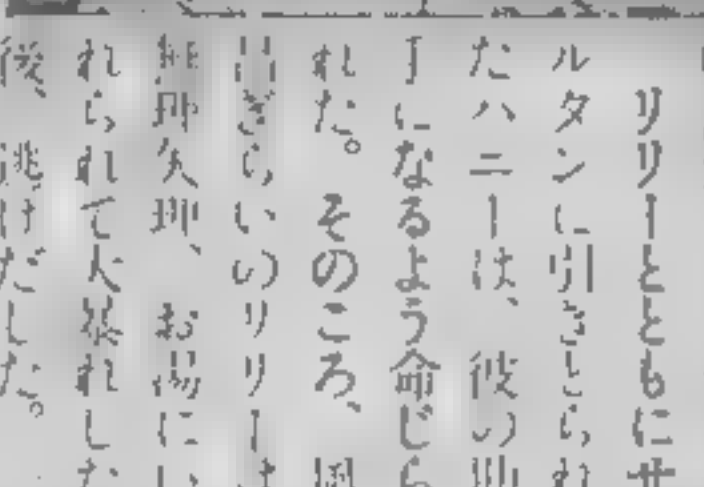 リリーとともにサ
ルタンに引きとられ
たハニーは、彼の
になるよう命じら
れた。そのころ、風
ぎらいのリリーは
無理矢理、お湯にい
れられて大暴れした
後、逃げだした。